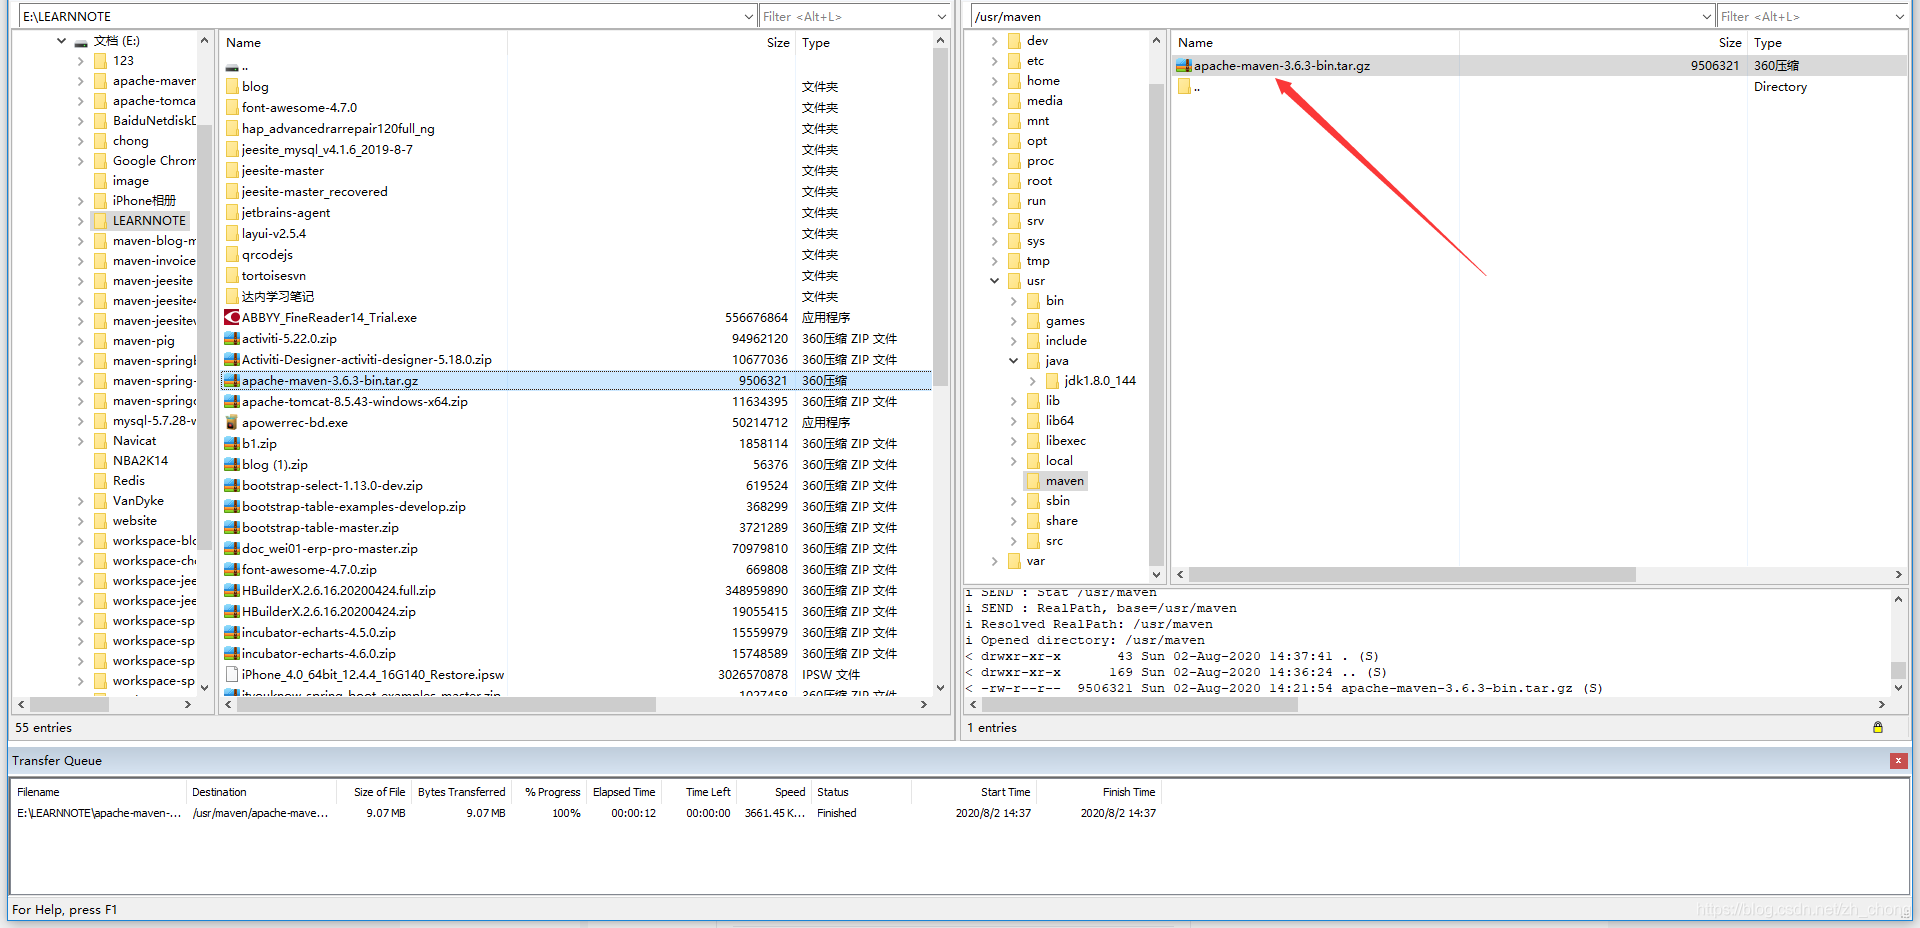 E:\LEARNNOTE
Filter <Alt+L>
文档 (E:)
123
apache-maven
apache-tomca
BaiduNetdiskD
chong
Google Chrom
image
iPhone相册
LEARNNOTE
maven-blog-m
maven-invoice
maven-jeesite
maven-jeesite4
maven-jeesitev
maven-pig
maven-springb
maven-spring-
maven-springc
mysql-5.7.28-w
Navicat
NBA2K14
Redis
VanDyke
website
workspace-blo
workspace-cho
workspace-jee
workspace-jee
workspace-sp
workspace-sp
workspace-sp
workspace-sp
Name Size Type
..
blog 文件夹
font-awesome-4.7.0 文件夹
hap_advancedrarrepair120full_ng 文件夹
jeesite_mysql_v4.1.6_2019-8-7 文件夹
jeesite-master 文件夹
jeesite-master_recovered 文件夹
jetbrains-agent 文件夹
layui-v2.5.4 文件夹
qrcodejs 文件夹
tortoisesvn 文件夹
达内学习笔记 文件夹
ABBYY_FineReader14_Trial.exe 556676864 应用程序
activiti-5.22.0.zip 94962120 360压缩 ZIP 文件
Activiti-Designer-activiti-designer-5.18.0.zip 10677036 360压缩 ZIP 文件
apache-maven-3.6.3-bin.tar.gz 9506321 360压缩
apache-tomcat-8.5.43-windows-x64.zip 11634395 360压缩 ZIP 文件
apowerrec-bd.exe 50214712 应用程序
b1.zip 1858114 360压缩 ZIP 文件
blog (1).zip 56376 360压缩 ZIP 文件
bootstrap-select-1.13.0-dev.zip 619524 360压缩 ZIP 文件
bootstrap-table-examples-develop.zip 368299 360压缩 ZIP 文件
bootstrap-table-master.zip 3721289 360压缩 ZIP 文件
doc_wei01-erp-pro-master.zip 70979810 360压缩 ZIP 文件
font-awesome-4.7.0.zip 669808 360压缩 ZIP 文件
HBuilderX.2.6.16.20200424.full.zip 348959890 360压缩 ZIP 文件
HBuilderX.2.6.16.20200424.zip 19055415 360压缩 ZIP 文件
incubator-echarts-4.5.0.zip 15559979 360压缩 ZIP 文件
incubator-echarts-4.6.0.zip 15748589 360压缩 ZIP 文件
iPhone_4.0_64bit_12.4.4_16G140_Restore.ipsw 3026570878 IPSW 文件
ityouknow-spring-boot-examples-master.zip 1027458 360压缩 ZIP 文件
55 entries
/usr/maven
Filter <Alt+L>
dev
etc
home
media
mnt
opt
proc
root
run
srv
sys
tmp
usr
bin
games
include
java
jdk1.8.0_144
lib
lib64
libexec
local
maven
sbin
share
src
var
Name Size Type
apache-maven-3.6.3-bin.tar.gz 9506321 360压缩
.. Directory
i SEND : Stat /usr/maven
i SEND : RealPath, base=/usr/maven
i Resolved RealPath: /usr/maven
i Opened directory: /usr/maven
< drwxr-xr-x 43 Sun 02-Aug-2020 14:37:41 . (S)
< drwxr-xr-x 169 Sun 02-Aug-2020 14:36:24 .. (S)
< -rw-r--r-- 9506321 Sun 02-Aug-2020 14:21:54 apache-maven-3.6.3-bin.tar.gz (S)
1 entries
Transfer Queue
Filename Destination Size of File Bytes Transferred % Progress Elapsed Time Time Left Speed Status Start Time Finish Time
E:\LEARNNOTE\apache-maven-... /usr/maven/apache-mave... 9.07 MB 9.07 MB 100% 00:00:12 00:00:00 3661.45 K... Finished 2020/8/2 14:37 2020/8/2 14:37
For Help, press F1
https://blog.csdn.net/zh_chong